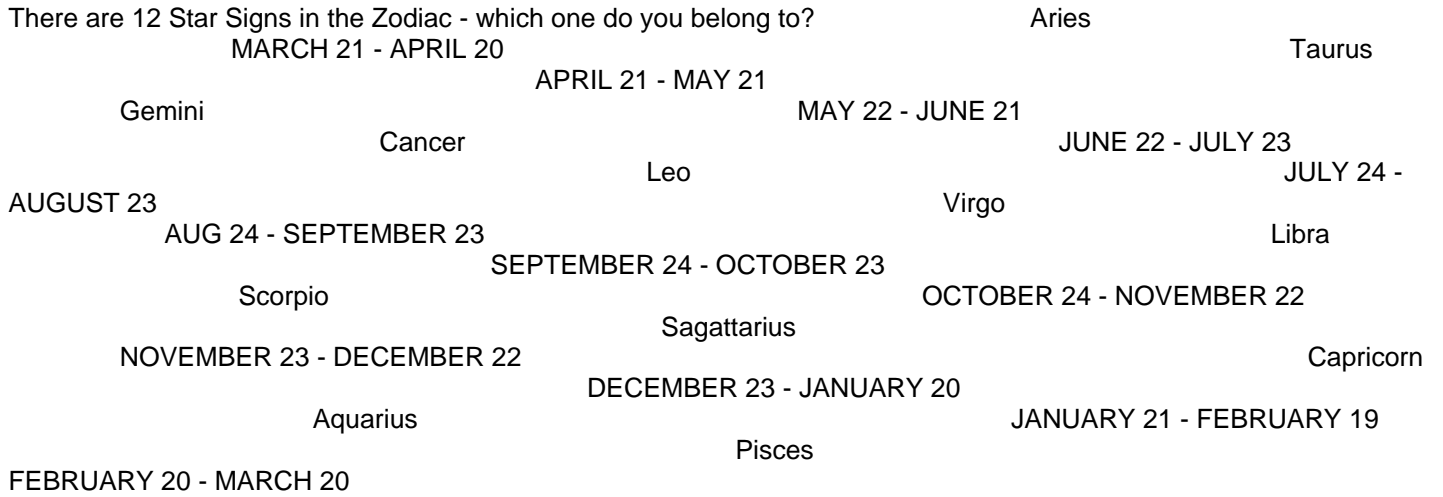 There are 12 Star Signs in the Zodiac - which one do you belong to? Aries
MARCH 21 - APRIL 20 Taurus
APRIL 21 - MAY 21
Gemini MAY 22 - JUNE 21
Cancer JUNE 22 - JULY 23
Leo JULY 24 -
AUGUST 23 Virgo
AUG 24 - SEPTEMBER 23 Libra
SEPTEMBER 24 - OCTOBER 23
Scorpio OCTOBER 24 - NOVEMBER 22
Sagattarius
NOVEMBER 23 - DECEMBER 22 Capricorn
DECEMBER 23 - JANUARY 20
Aquarius JANUARY 21 - FEBRUARY 19
Pisces
FEBRUARY 20 - MARCH 20